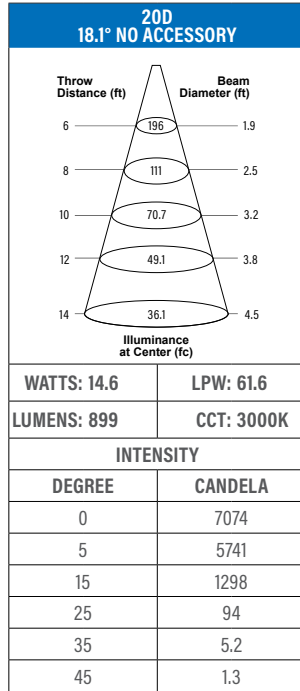 20D
18.1° NO ACCESSORY
Throw Beam
Distance (ft) Diameter (ft)
6 196 1.9
8 111 2.5
10 70.7 3.2
12 49.1 3.8
14 36.1 4.5
Illuminance
at Center (fc)
WATTS: 14.6 LPW: 61.6
LUMENS: 899 CCT: 3000K
INTENSITY
DEGREE CANDELA
0 7074
5 5741
15 1298
25 94
35 5.2
45 1.3